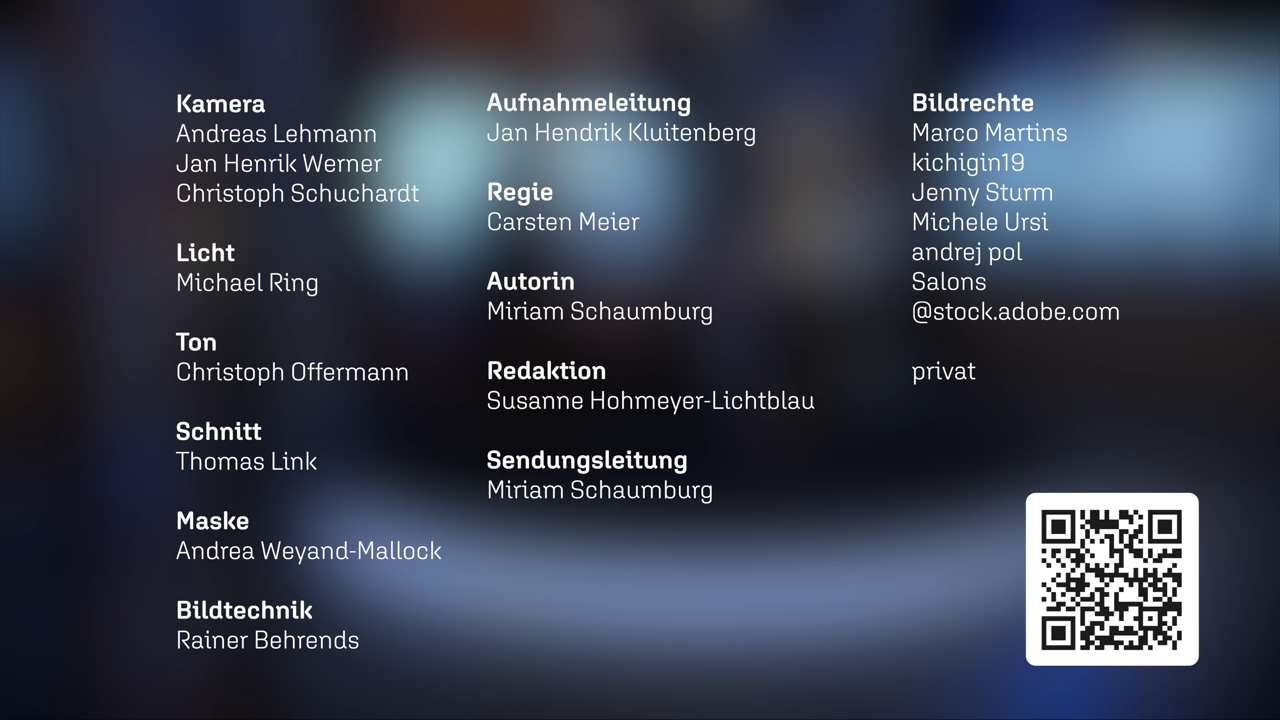 Kamera
Andreas Lehmann
Jan Henrik Werner
Christoph Schuchardt
Licht
Michael Ring
Ton
Christoph Offermann
Schnitt
Thomas Link
Maske
Andrea Weyand-Mallock
Bildtechnik
Rainer Behrends
Aufnahmeleitung
Jan Hendrik Kluitenberg
Regie
Carsten Meier
Autorin
Miriam Schaumburg
Redaktion
Susanne Hohmeyer-Lichtblau
Sendungsleitung
Miriam Schaumburg
Bildrechte
Marco Martins
kichigin19
Jenny Sturm
Michele Ursi
andrej pol
Salons
@stock.adobe.com
privat